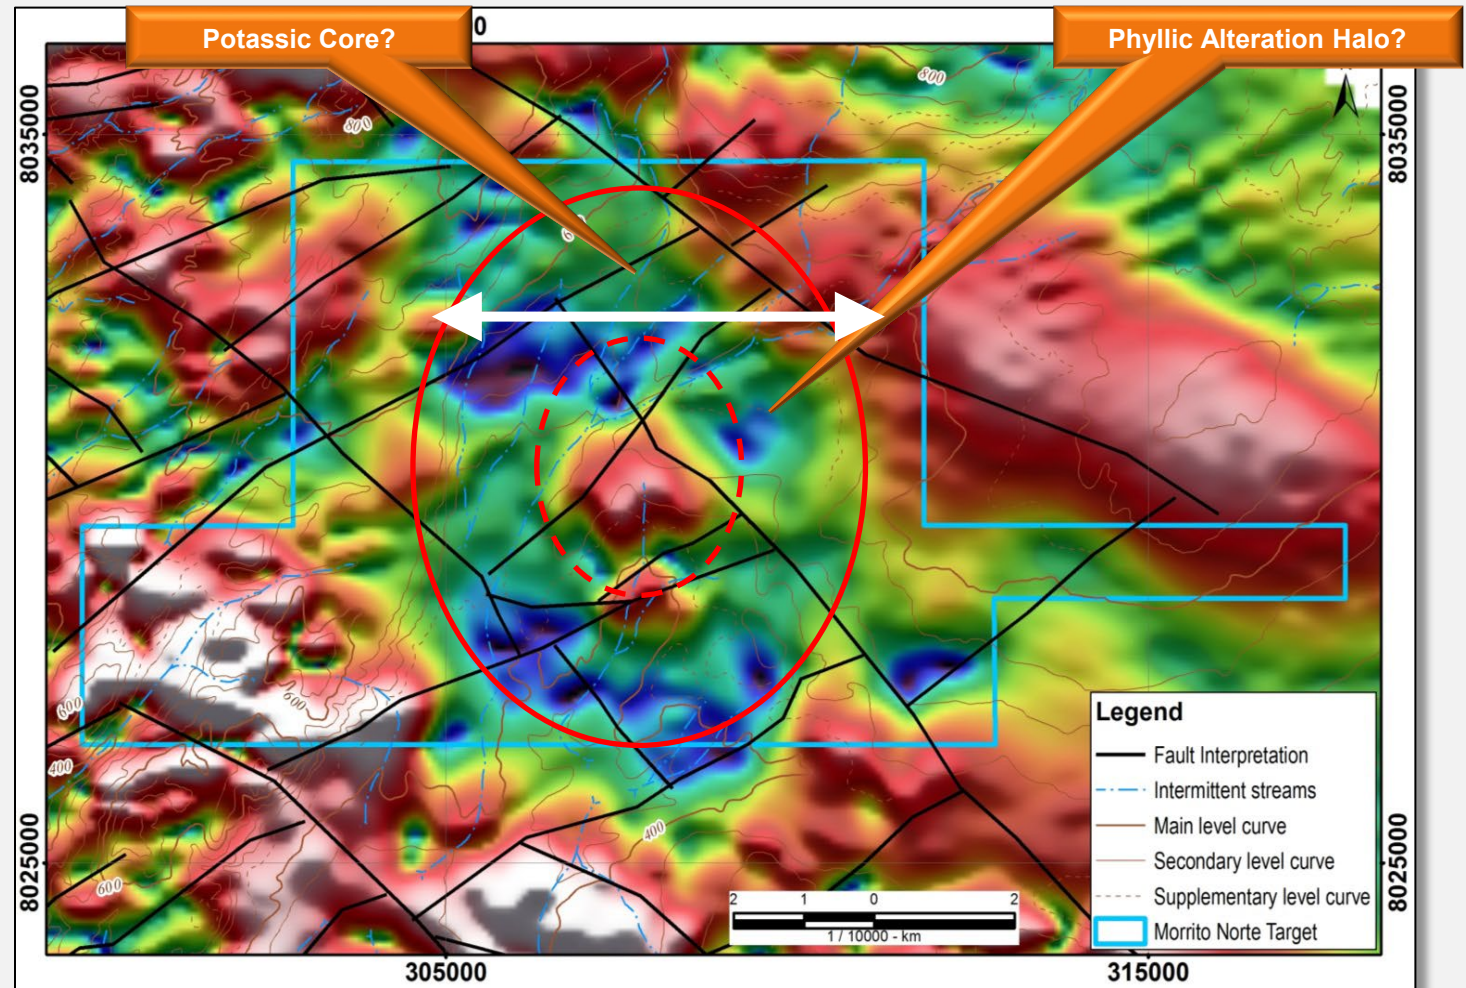 Potassic Core?
0
Phyllic Alteration Halo?
8035000
8035000
800
800
600
600
400
400
600
8025000
8025000
Legend
Fault Interpretation
Intermittent streams
Main level curve
Secondary level curve
Supplementary level curve
Morrito Norte Target
2 1 0 2
1 / 10000 - km
305000
315000